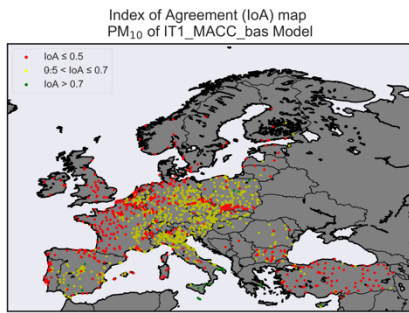 Index of Agreement (IoA) map
PM₁₀ of IT1_MACC_bas Model
IoA ≤ 0.5
0.5 < IoA ≤ 0.7
IoA > 0.7